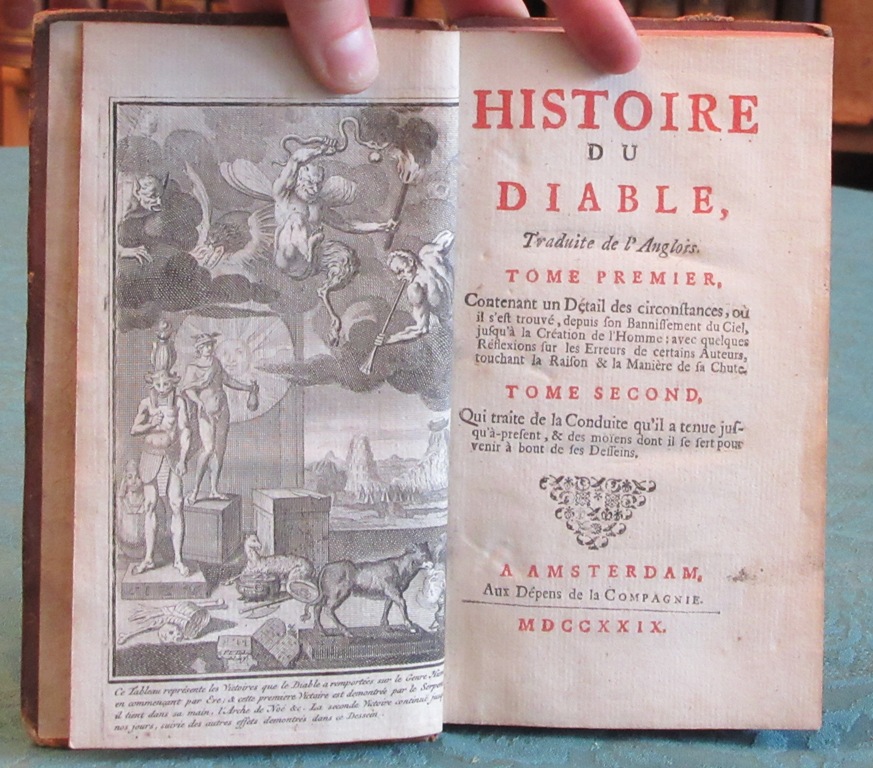 Ce Tableau représente les Victoires que le Diable a remportées sur le Genre
en commençant par Eve; & cette premiere Victoire est demontrée par le Serpent
il tient dans sa main, l'Arche de Noé &c. La seconde Victoire continue
nos jours, suivie des autres effets demontrés dans ce Dessein.
HISTOIRE
DU
DIABLE,
Traduite de l'Anglois.
TOME PREMIER,
Contenant un Détail des circonſtances, où
il s'eſt trouvé, depuis ſon Banniſſement du Ciel,
juſqu'à la Création de l'Homme: avec quelques
Réflexions ſur les Erreurs de certains Auteurs,
touchant la Raiſon & la Manière de ſa Chute.
TOME SECOND,
Qui traite de la Conduite qu'il a tenue juſ-
qu'à-preſent, & des moïens dont il ſe ſert pour
venir à bout de ſes Deſſeins.
A AMSTERDAM,
Aux Dépens de la COMPAGNIE.
MDCCXXIX.